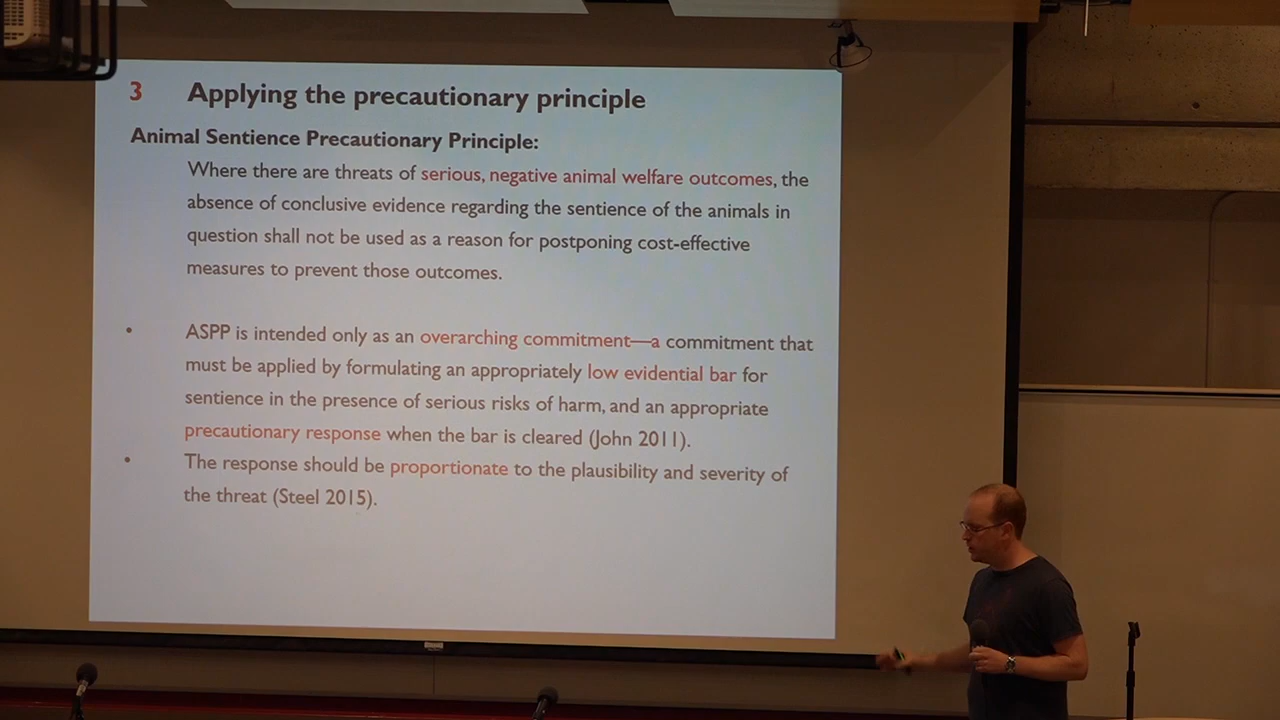 3 Applying the precautionary principle
Animal Sentience Precautionary Principle:
Where there are threats of serious, negative animal welfare outcomes, the
absence of conclusive evidence regarding the sentience of the animals in
question shall not be used as a reason for postponing cost-effective
measures to prevent those outcomes.
• ASPP is intended only as an overarching commitment—a commitment that
must be applied by formulating an appropriately low evidential bar for
sentience in the presence of serious risks of harm, and an appropriate
precautionary response when the bar is cleared (John 2011).
• The response should be proportionate to the plausibility and severity of
the threat (Steel 2015).